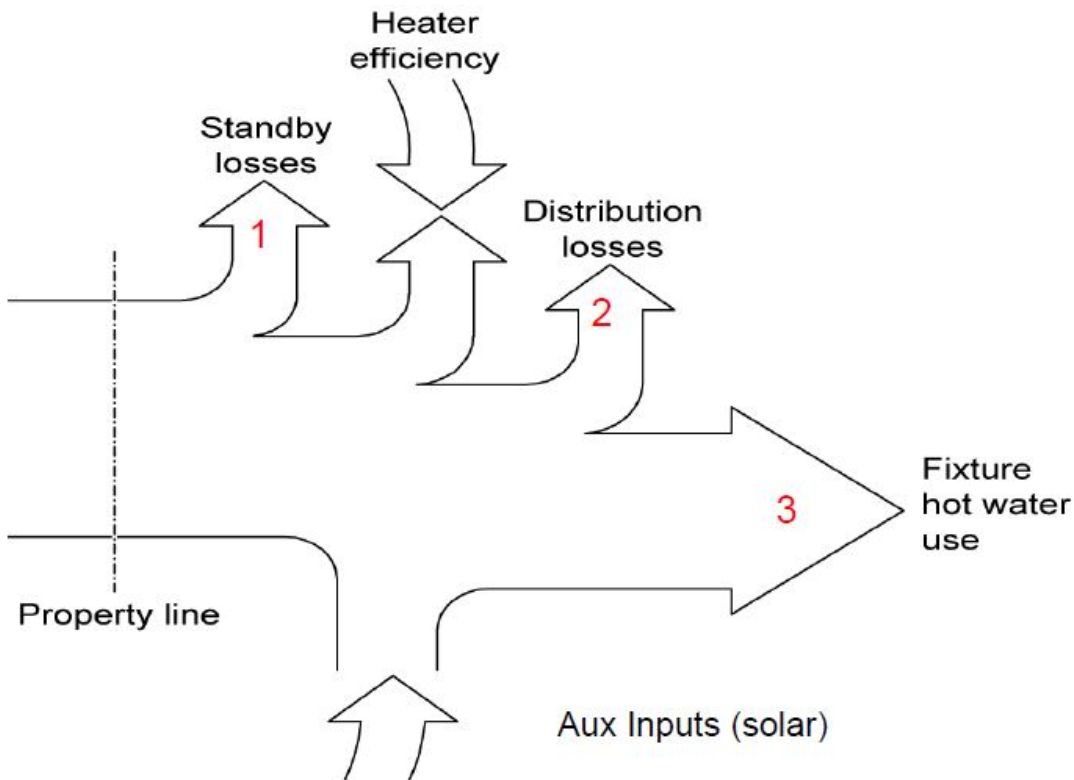 Heater
efficiency
Standby
losses
1
Distribution
losses
2
3
Fixture
hot water
use
Property line
Aux Inputs (solar)